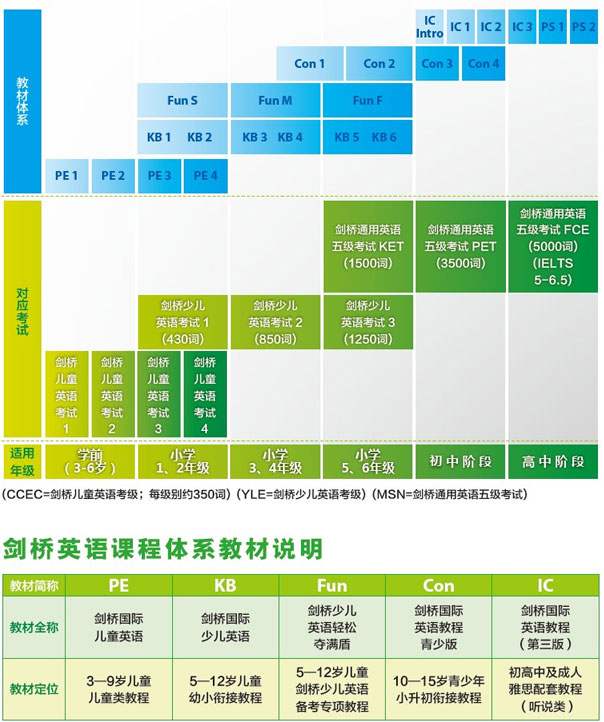 教材体系
IC Intro
IC 1
IC 2
IC 3
PS 1
PS 2
Con 1
Con 2
Con 3
Con 4
Fun S
Fun M
Fun F
KB 1 KB 2
KB 3 KB 4
KB 5 KB 6
PE 1
PE 2
PE 3
PE 4
对应考试
剑桥通用英语
五级考试 KET
（1500词）
剑桥通用英语
五级考试 PET
（3500词）
剑桥通用英语
五级考试 FCE
（5000词）
（IELTS
5-6.5）
剑桥少儿
英语考试 1
（430词）
剑桥少儿
英语考试 2
（850词）
剑桥少儿
英语考试 3
（1250词）
剑桥
儿童
英语
考试
1
剑桥
儿童
英语
考试
2
剑桥
儿童
英语
考试
3
剑桥
儿童
英语
考试
4
适用
年级
学前
（3-6岁）
小学
1、2年级
小学
3、4年级
小学
5、6年级
初中阶段
高中阶段
（CCEC=剑桥儿童英语考级；每级别约350词）（YLE=剑桥少儿英语考级）（MSN=剑桥通用英语五级考试）
剑桥英语课程体系教材说明
教材简称 PE KB Fun Con IC
教材全称
剑桥国际
儿童英语
剑桥国际
少儿英语
剑桥少儿
英语轻松
夺满盾
剑桥国际
英语教程
青少版
剑桥国际
英语教程
（第三版）
教材定位
3—9岁儿童
儿童类教程
5—12岁儿童
幼小衔接教程
5—12岁儿童
剑桥少儿英语
备考专项教程
10—15岁青少年
小升初衔接教程
初高中及成人
雅思配套教程
（听说类）